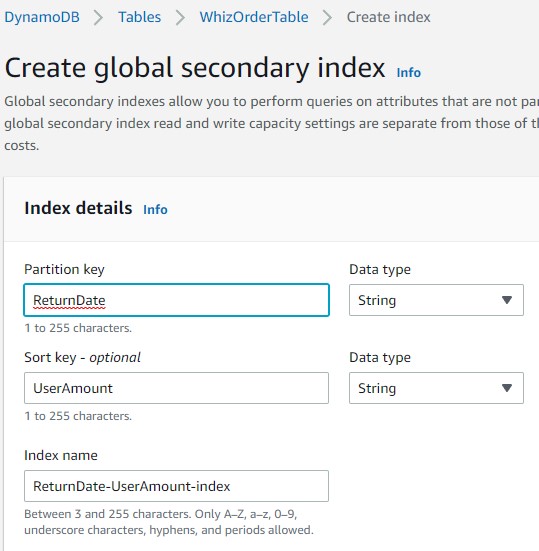 DynamoDB > Tables > WhizOrderTable > Create index
Create global secondary index Info
Global secondary indexes allow you to perform queries on attributes that are not par
global secondary index read and write capacity settings are separate from those of th
costs.
Index details Info
Partition key Data type
ReturnDate String
1 to 255 characters.
Sort key - optional Data type
UserAmount String
1 to 255 characters.
Index name
ReturnDate-UserAmount-index
Between 3 and 255 characters. Only A–Z, a–z, 0–9,
underscore characters, hyphens, and periods allowed.